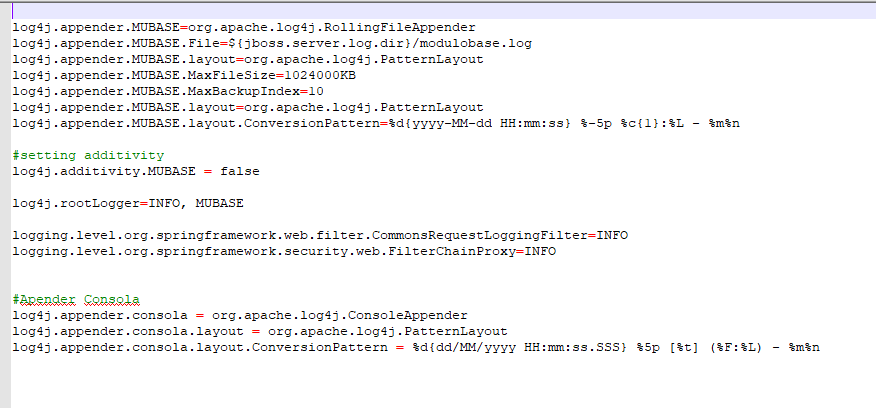 log4j.appender.MUBASE=org.apache.log4j.RollingFileAppender
log4j.appender.MUBASE.File=${jboss.server.log.dir}/modulobase.log
log4j.appender.MUBASE.layout=org.apache.log4j.PatternLayout
log4j.appender.MUBASE.MaxFileSize=1024000KB
log4j.appender.MUBASE.MaxBackupIndex=10
log4j.appender.MUBASE.layout=org.apache.log4j.PatternLayout
log4j.appender.MUBASE.layout.ConversionPattern=%d{yyyy-MM-dd HH:mm:ss} %-5p %c{1}:%L - %m%n
#setting additivity
log4j.additivity.MUBASE = false
log4j.rootLogger=INFO, MUBASE
logging.level.org.springframework.web.filter.CommonsRequestLoggingFilter=INFO
logging.level.org.springframework.security.web.FilterChainProxy=INFO
#Apender Consola
log4j.appender.consola = org.apache.log4j.ConsoleAppender
log4j.appender.consola.layout = org.apache.log4j.PatternLayout
log4j.appender.consola.layout.ConversionPattern = %d{dd/MM/yyyy HH:mm:ss.SSS} %5p [%t] (%F:%L) - %m%n